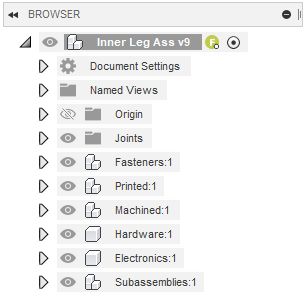 BROWSER
Inner Leg Ass v9 F
Document Settings
Named Views
Origin
Joints
Fasteners:1
Printed:1
Machined:1
Hardware:1
Electronics:1
Subassemblies:1